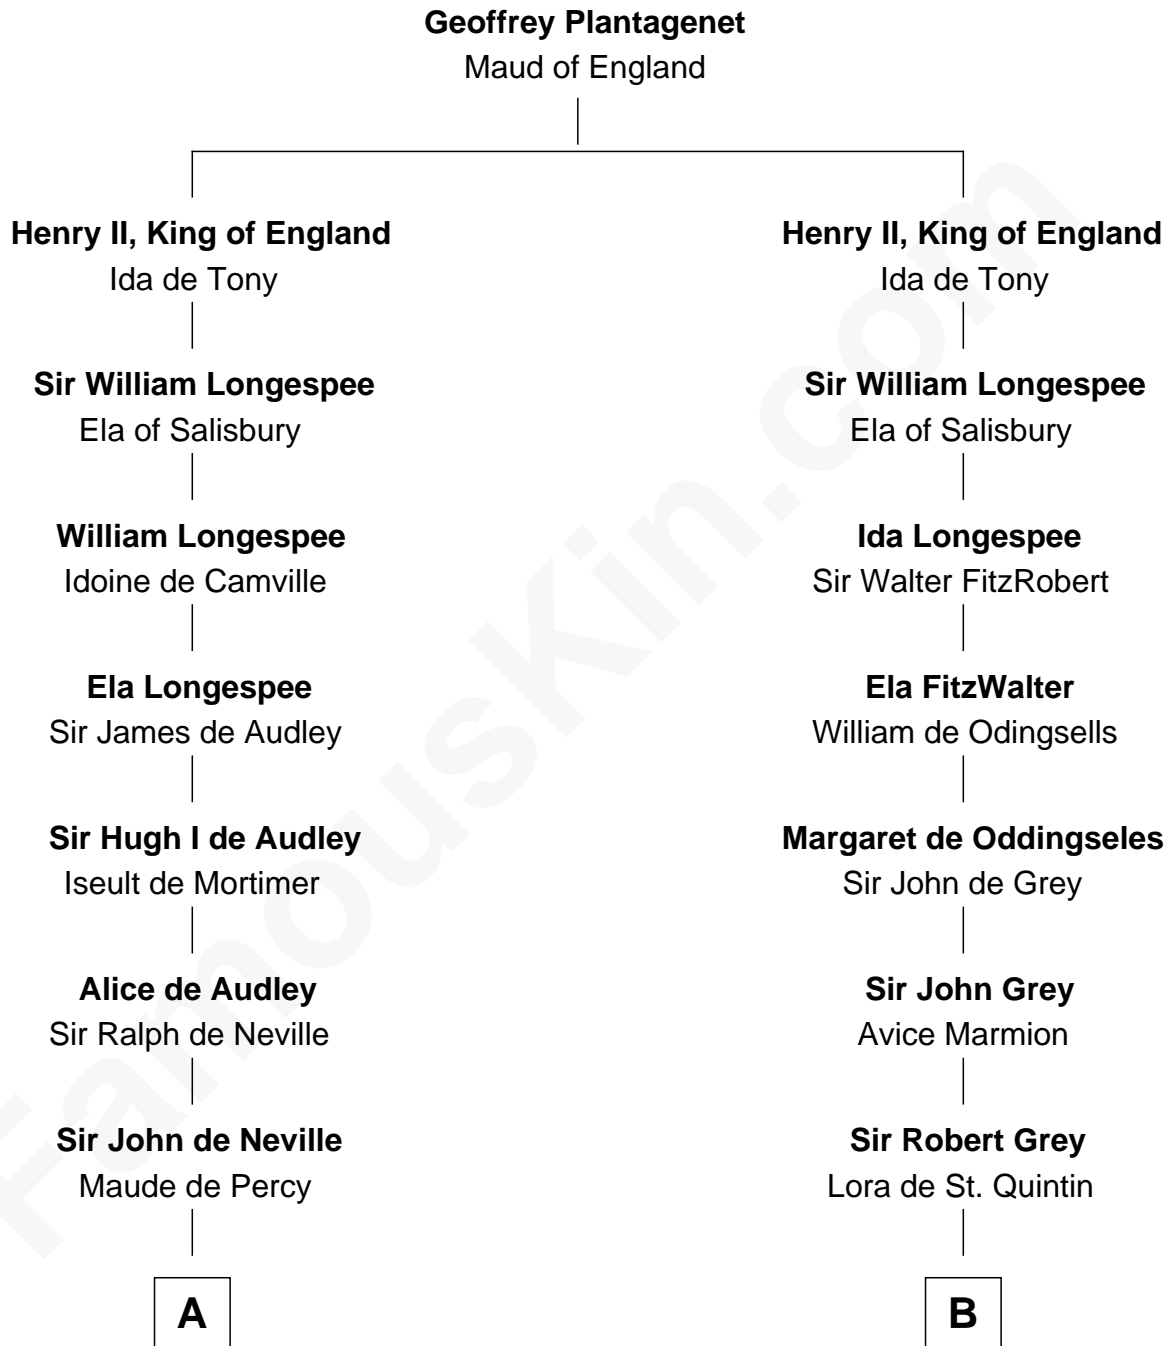 Geoffrey Plantagenet
Maud of England
Henry II, King of England
Ida de Tony
Sir William Longespee
Ela of Salisbury
William Longespee
Idoine de Camville
Ela Longespee
Sir James de Audley
Sir Hugh I de Audley
Iseult de Mortimer
Alice de Audley
Sir Ralph de Neville
Sir John de Neville
Maude de Percy
A
Henry II, King of England
Ida de Tony
Sir William Longespee
Ela of Salisbury
Ida Longespee
Sir Walter FitzRobert
Ela FitzWalter
William de Odingsells
Margaret de Oddingseles
Sir John de Grey
Sir John Grey
Avice Marmion
Sir Robert Grey
Lora de St. Quintin
B
FamousKin.com